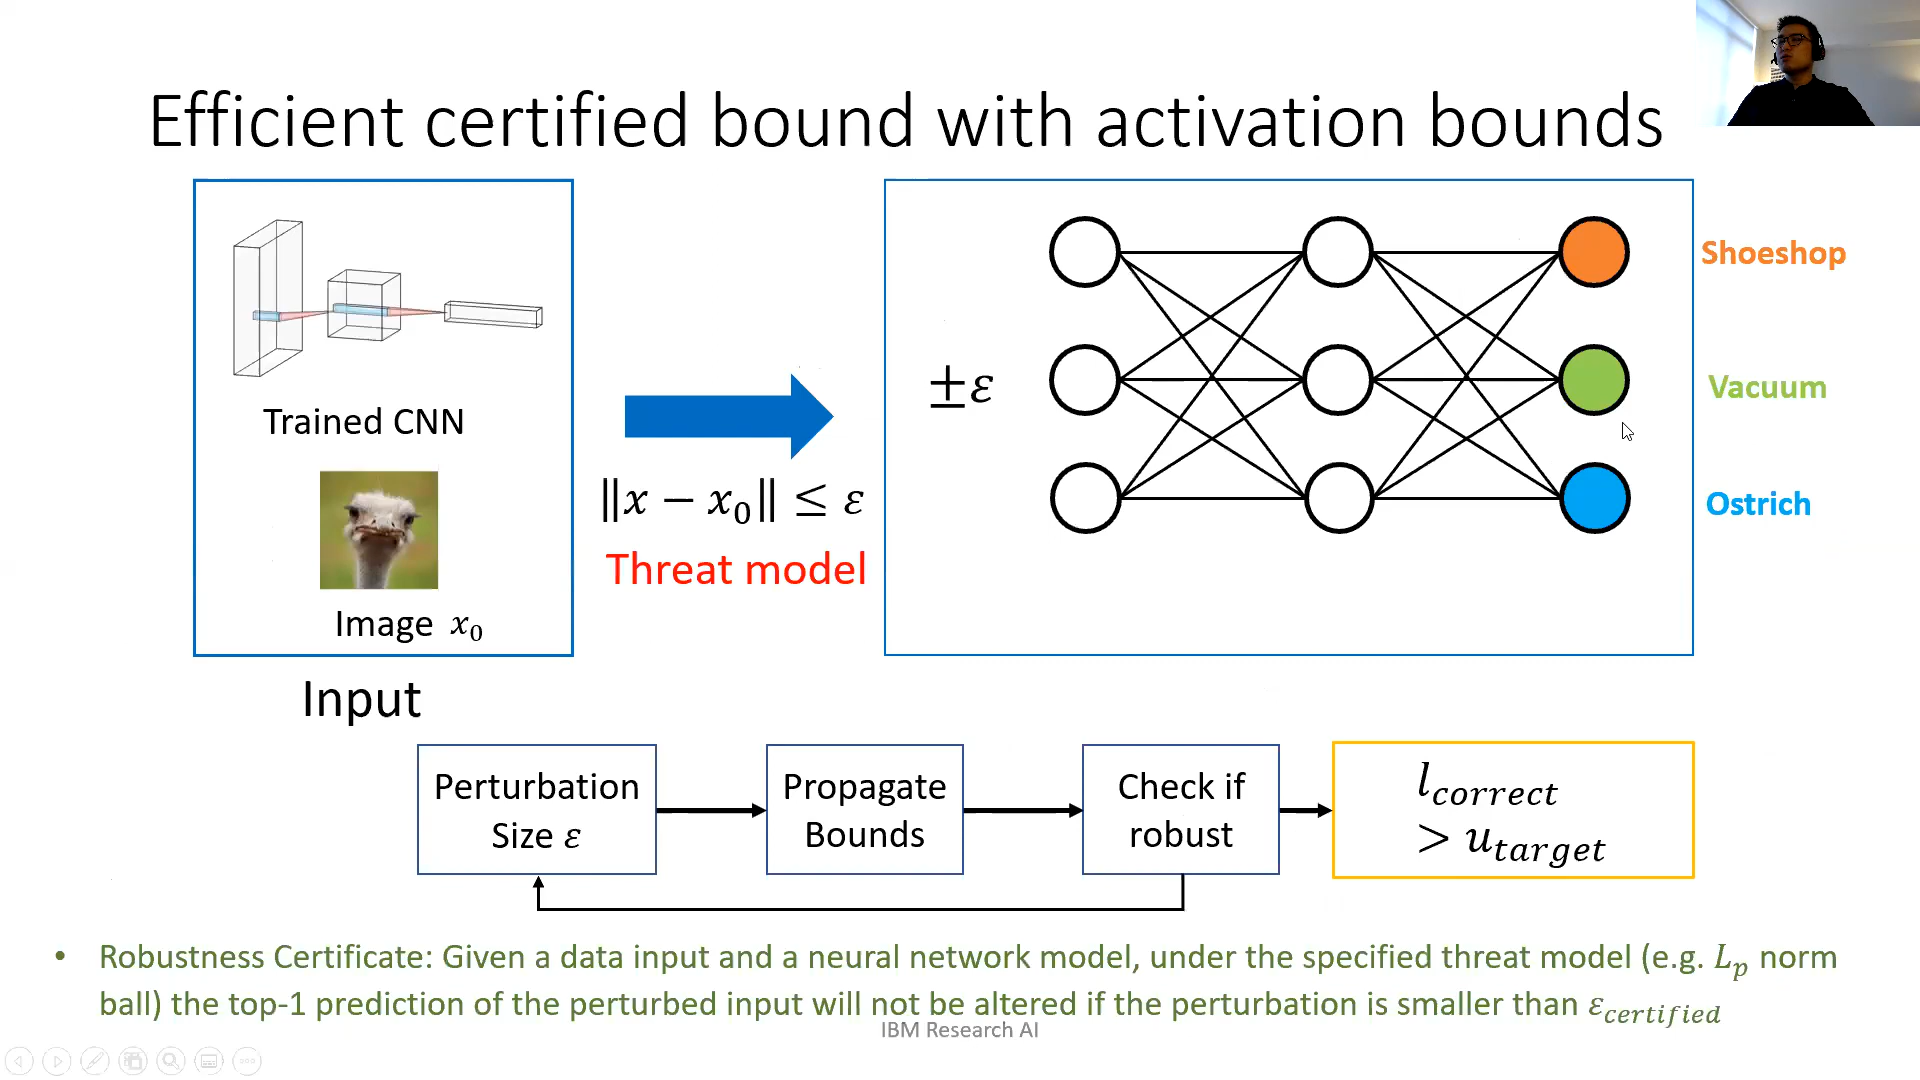 Efficient certified bound with activation bounds
Trained CNN
Image x₀
Input
‖x − x₀‖ ≤ ε
Threat model
±ε
Shoeshop
Vacuum
Ostrich
Perturbation
Size ε
Propagate
Bounds
Check if
robust
l_correct
> u_target
• Robustness Certificate: Given a data input and a neural network model, under the specified threat model (e.g. L_p norm
ball) the top-1 prediction of the perturbed input will not be altered if the perturbation is smaller than ε_certified
IBM Research AI